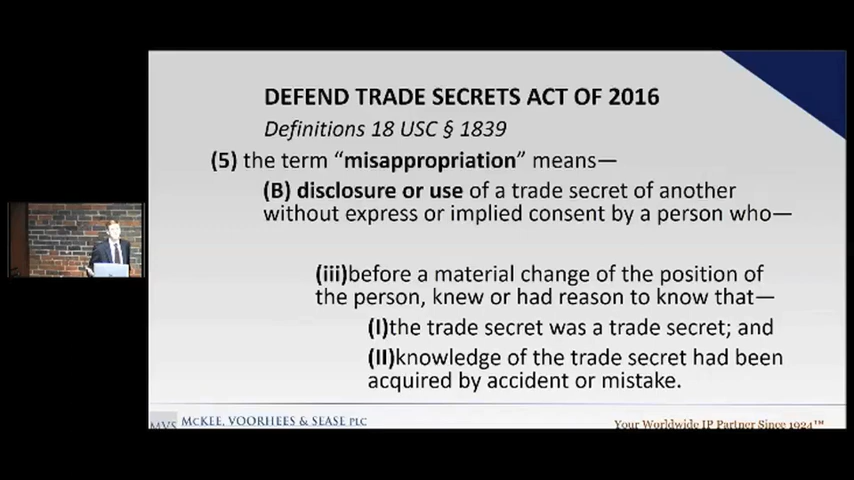 DEFEND TRADE SECRETS ACT OF 2016
Definitions 18 USC § 1839
(5) the term “misappropriation” means—
(B) disclosure or use of a trade secret of another
without express or implied consent by a person who—
(iii)before a material change of the position of
the person, knew or had reason to know that—
(I)the trade secret was a trade secret; and
(II)knowledge of the trade secret had been
acquired by accident or mistake.
MVS MCKEE, VOORHEES & SEASE PLC
Your Worldwide IP Partner Since 1924™